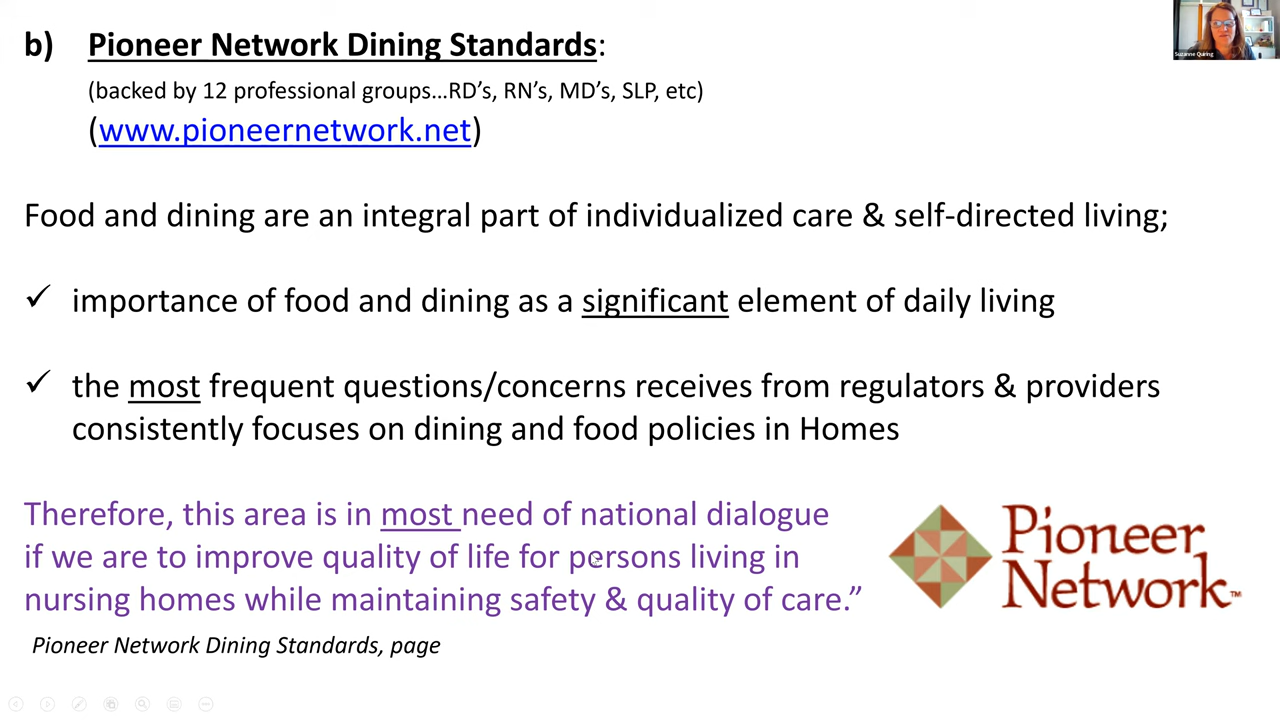 b) Pioneer Network Dining Standards:
(backed by 12 professional groups...RD's, RN's, MD's, SLP, etc)
(www.pioneernetwork.net)
Food and dining are an integral part of individualized care & self-directed living;
✓ importance of food and dining as a significant element of daily living
✓ the most frequent questions/concerns receives from regulators & providers
consistently focuses on dining and food policies in Homes
Therefore, this area is in most need of national dialogue
if we are to improve quality of life for persons living in
nursing homes while maintaining safety & quality of care.”
Pioneer Network Dining Standards, page
Pioneer
Network™
Suzanne Quiring